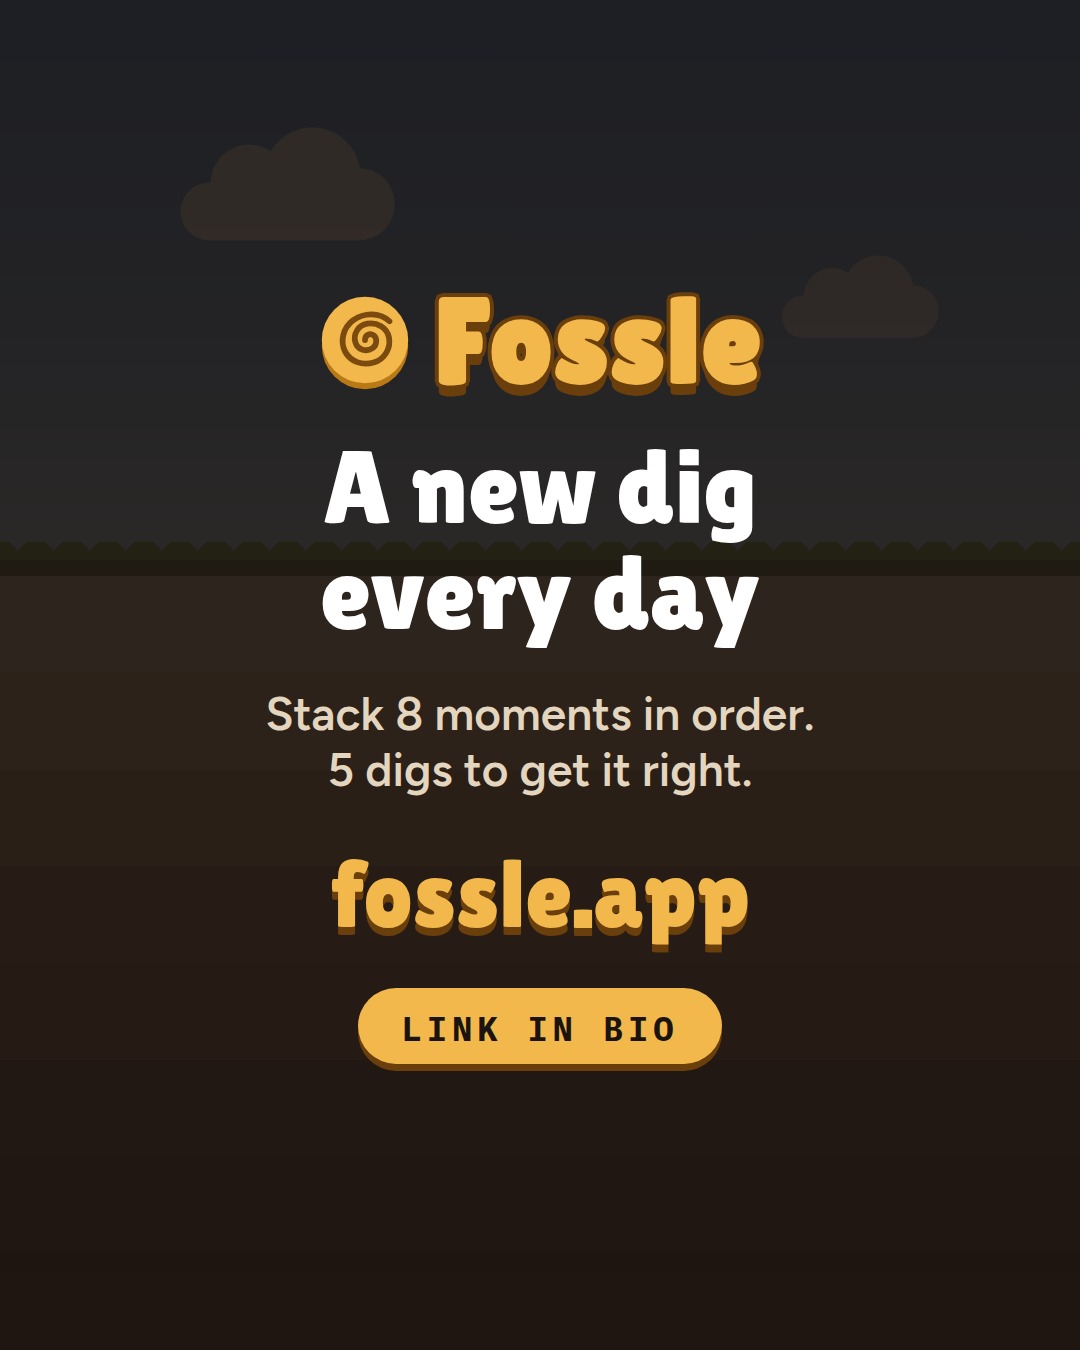 Fossle
A new dig
every day
Stack 8 moments in order.
5 digs to get it right.
fossle.app
LINK IN BIO